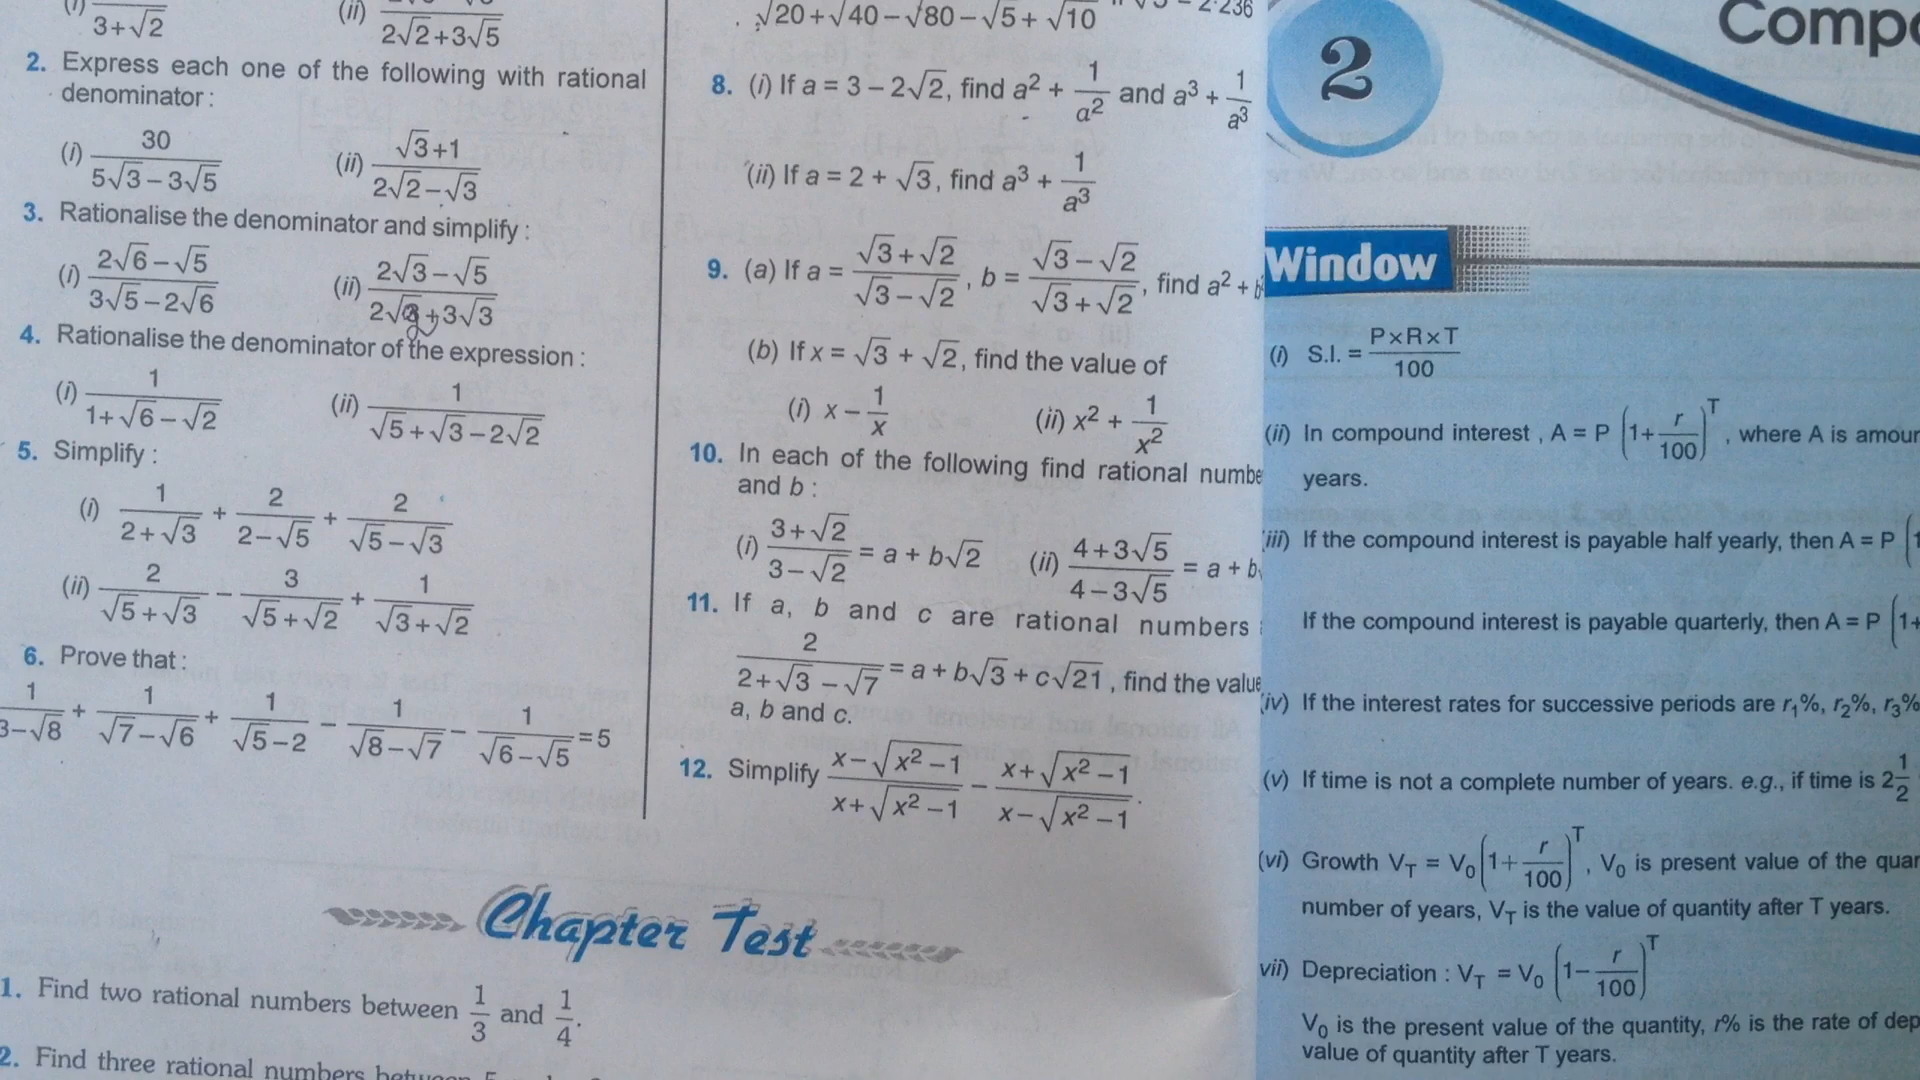 (i) 3+√2 (ii) 2√2+3√5
2. Express each one of the following with rational
denominator :
(i) 30/(5√3−3√5) (ii) (√3+1)/(2√2−√3)
3. Rationalise the denominator and simplify :
(i) (2√6−√5)/(3√5−2√6) (ii) (2√3−√5)/(2√2+3√3)
4. Rationalise the denominator of the expression :
(i) 1/(1+√6−√2) (ii) 1/(√5+√3−2√2)
5. Simplify :
(i) 1/(2+√3) + 2/(2−√5) + 2/(√5−√3)
(ii) 2/(√5+√3) − 3/(√5+√2) + 1/(√3+√2)
6. Prove that :
1/(3−√8) + 1/(√7−√6) + 1/(√5−2) − 1/(√8−√7) − 1/(√6−√5) = 5
√20+√40−√80−√5+√10
8. (i) If a = 3 − 2√2, find a² + 1/a² and a³ + 1/a³
(ii) If a = 2 + √3, find a³ + 1/a³
9. (a) If a = (√3+√2)/(√3−√2), b = (√3−√2)/(√3+√2), find a² +
(b) If x = √3 + √2, find the value of
(i) x − 1/x (ii) x² + 1/x²
10. In each of the following find rational
and b :
(i) (3+√2)/(3−√2) = a + b√2 (ii) (4+3√5)/(4−3√5) = a + b
11. If a, b and c are rational numbers
2/(2+√3−√7) = a + b√3 + c√21, find the value
a, b and c.
12. Simplify (x−√(x²−1))/(x+√(x²−1)) − (x+√(x²−1))/(x−√(x²−1)).
Chapter Test
1. Find two rational numbers between 1/3 and 1/4.
2. Find three rational numbers between
2
Window
(i) S.I. = (P×R×T)/100
(ii) In compound interest , A = P (1+r/100)^T , where A is
years.
iii) If the compound interest is payable half yearly, then A = P
If the compound interest is payable quarterly, then A = P (1+
(iv) If the interest rates for successive periods are r₁%, r₂%, r₃%
(v) If time is not a complete number of years. e.g., if time is 2 1/2
(vi) Growth V_T = V₀(1+r/100)^T , V₀ is present value of the
number of years, V_T is the value of quantity after T years.
vii) Depreciation : V_T = V₀ (1−r/100)^T
V₀ is the present value of the quantity, r% is the rate of
value of quantity after T years.